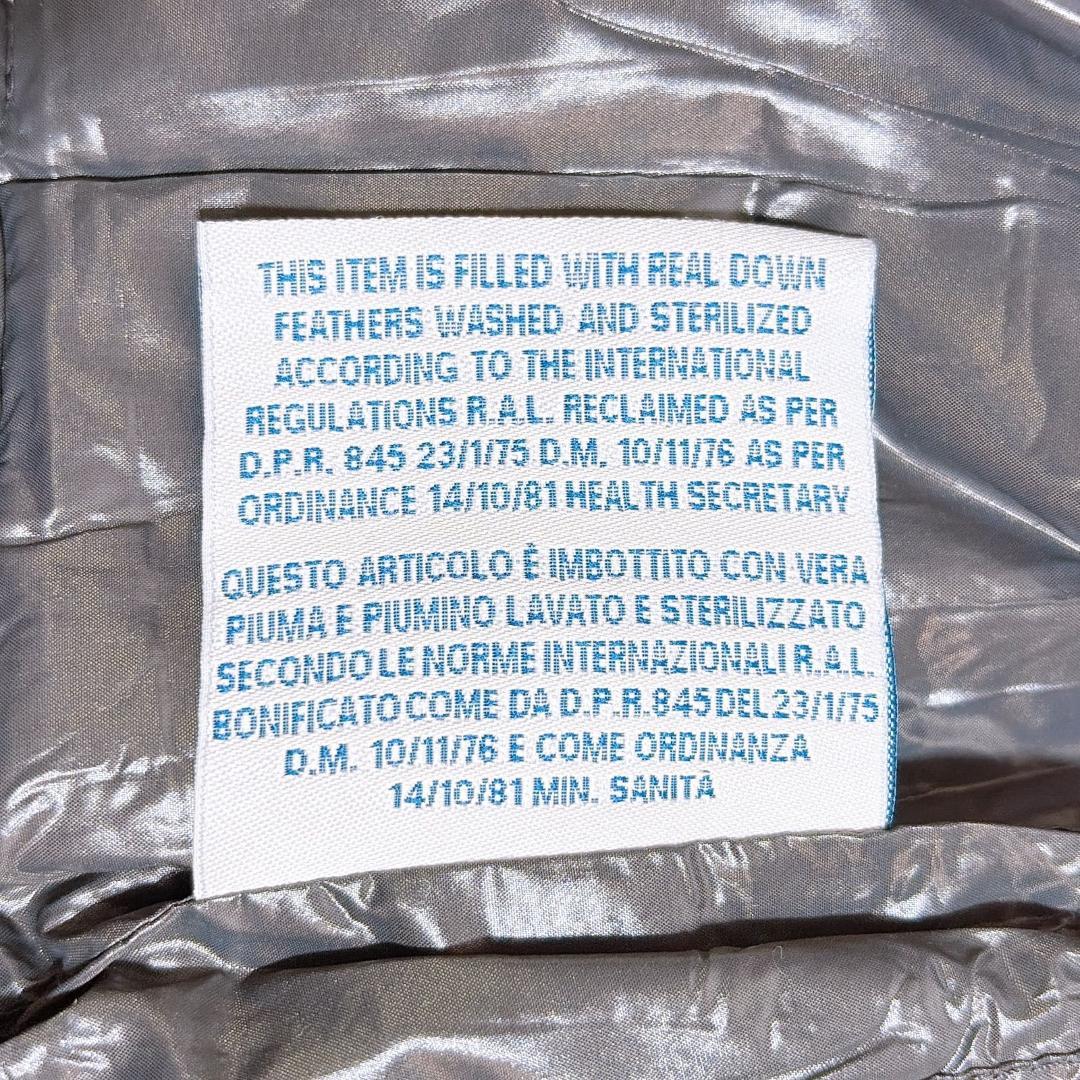 THIS ITEM IS FILLED WITH REAL DOWN
FEATHERS WASHED AND STERILIZED
ACCORDING TO THE INTERNATIONAL
REGULATIONS R.A.L. RECLAIMED AS PER
D.P.R. 845 23/1/75 D.M. 10/11/76 AS PER
ORDINANCE 14/10/81 HEALTH SECRETARY
QUESTO ARTICOLO È IMBOTTITO CON VERA
PIUMA E PIUMINO LAVATO E STERILIZZATO
SECONDO LE NORME INTERNAZIONALI R.A.L.
BONIFICATO COME DA D.P.R.845 DEL 23/1/75
D.M. 10/11/76 E COME ORDINANZA
14/10/81 MIN. SANITÀ